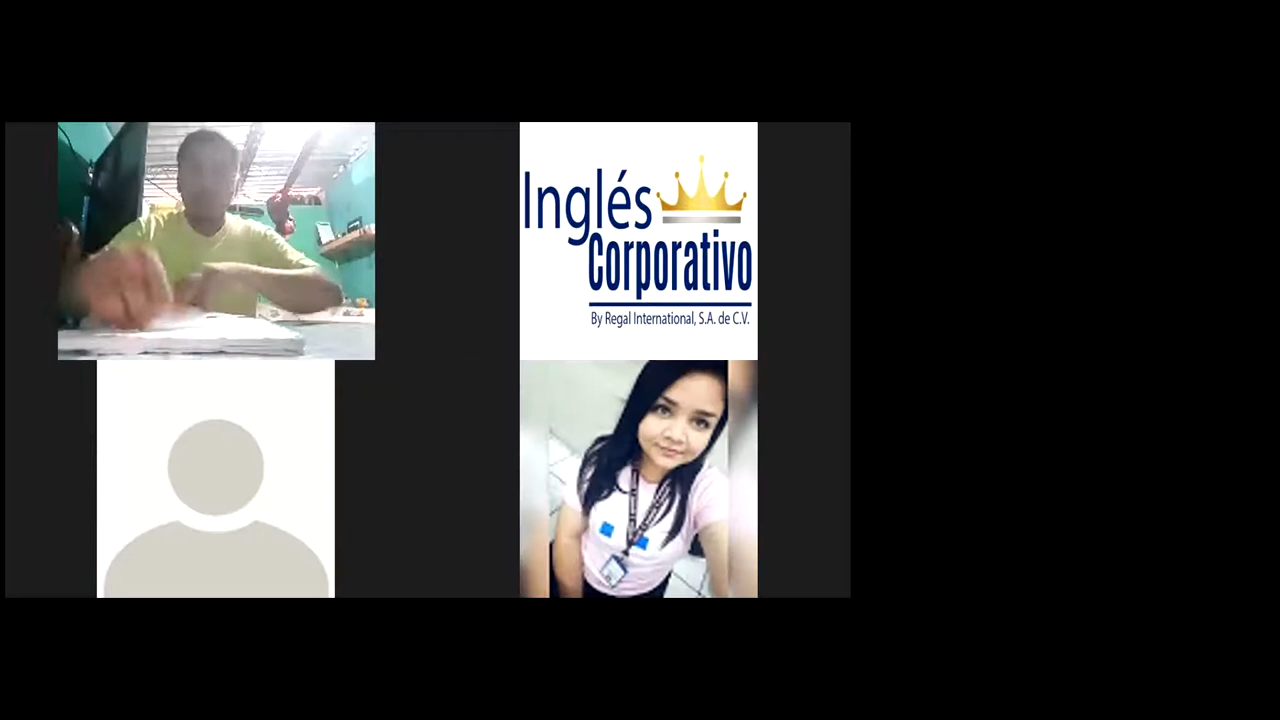 Inglés
Corporativo
By Regal International, S.A. de C.V.